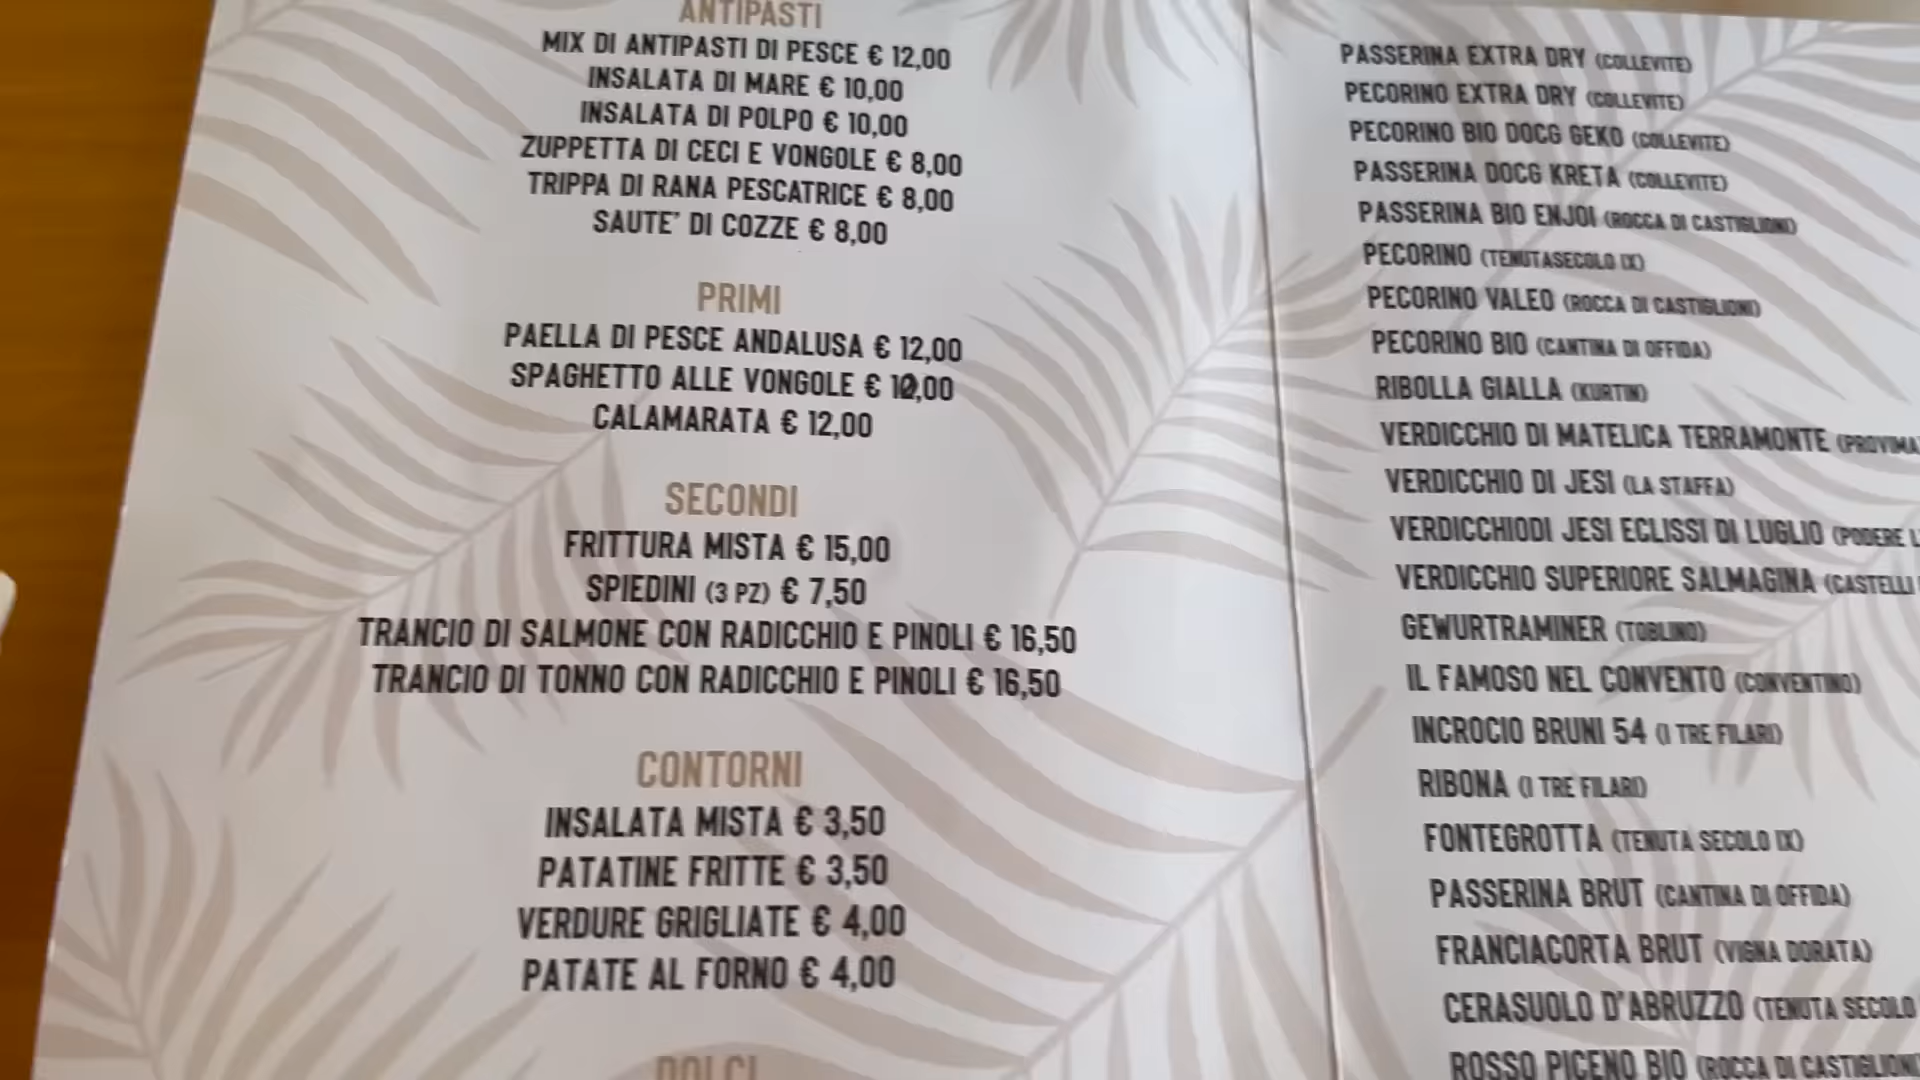 ANTIPASTI
MIX DI ANTIPASTI DI PESCE € 12,00
INSALATA DI MARE € 10,00
INSALATA DI POLPO € 10,00
ZUPPETTA DI CECI E VONGOLE € 8,00
TRIPPA DI RANA PESCATRICE € 8,00
SAUTE' DI COZZE € 8,00
PRIMI
PAELLA DI PESCE ANDALUSA € 12,00
SPAGHETTO ALLE VONGOLE €
CALAMARATA € 12,00
SECONDI
FRITTURA MISTA € 15,00
SPIEDINI (3 PZ) € 7,50
TRANCIO DI SALMONE CON RADICCHIO E PINOLI € 16,50
TRANCIO DI TONNO CON RADICCHIO E PINOLI € 16,50
CONTORNI
INSALATA MISTA € 3,50
PATATINE FRITTE € 3,50
VERDURE GRIGLIATE € 4,00
PATATE AL FORNO € 4,00
DOLCI
PASSERINA EXTRA DRY (COLLEVITE)
PECORINO EXTRA DRY (COLLEVITE)
PECORINO BIO DOCG GEKO (COLLEVITE)
PASSERINA DOCG KRETA (COLLEVITE)
PASSERINA BIO ENJOI (ROCCA DI CASTIGLIONI)
PECORINO (TENUTASECOLO IX)
PECORINO VALEO (ROCCA DI CASTIGLIONI)
PECORINO BIO (CANTINA DI OFFIDA)
RIBOLLA GIALLA (KURTIN)
VERDICCHIO DI MATELICA TERRAMONTE (PROVIMA
VERDICCHIO DI JESI (LA STAFFA)
VERDICCHIODI JESI ECLISSI DI LUGLIO (PODERE L
VERDICCHIO SUPERIORE SALMAGINA (CASTELLI
GEWURTRAMINER (TOBLINO)
IL FAMOSO NEL CONVENTO (CONVENTINO)
INCROCIO BRUNI 54 (I TRE FILARI)
RIBONA (I TRE FILARI)
FONTEGROTTA (TENUTA SECOLO IX)
PASSERINA BRUT (CANTINA DI OFFIDA)
FRANCIACORTA BRUT (VIGNA DORATA)
CERASUOLO D'ABRUZZO (TENUTA SECOLO
ROSSO PICENO BIO (ROCCA DI CASTIGLIONI